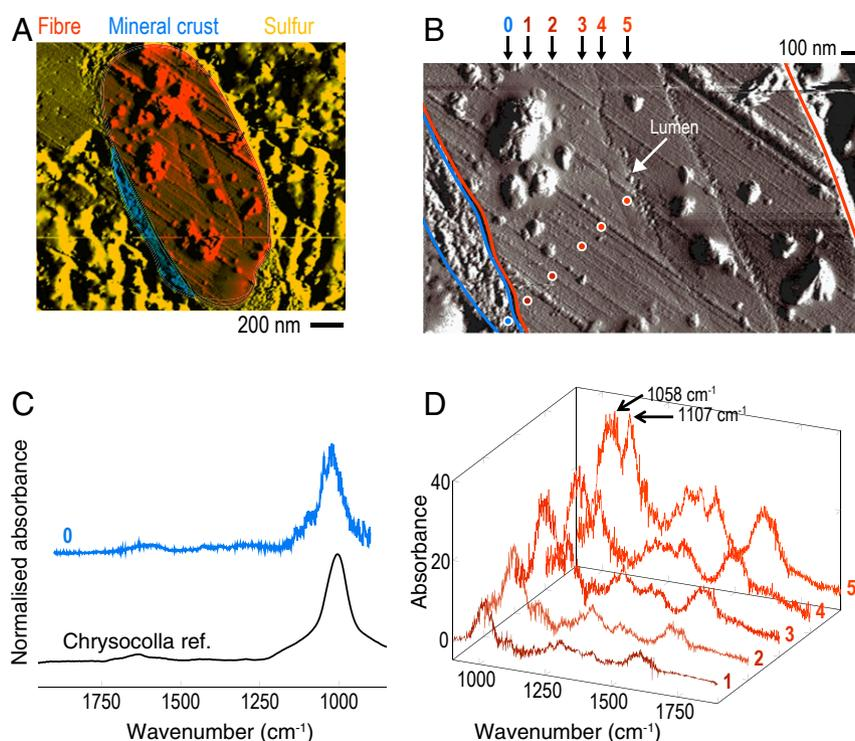 A Fibre Mineral crust Sulfur
200 nm
B 0 1 2 3 4 5
100 nm
Lumen
C
Normalised absorbance
0
Chrysocolla ref.
1750 1500 1250 1000
Wavenumber (cm-1)
D
1058 cm-1
1107 cm-1
Absorbance
40
20
0
1 2 3 4 5
1000 1250 1500 1750
Wavenumber (cm-1)